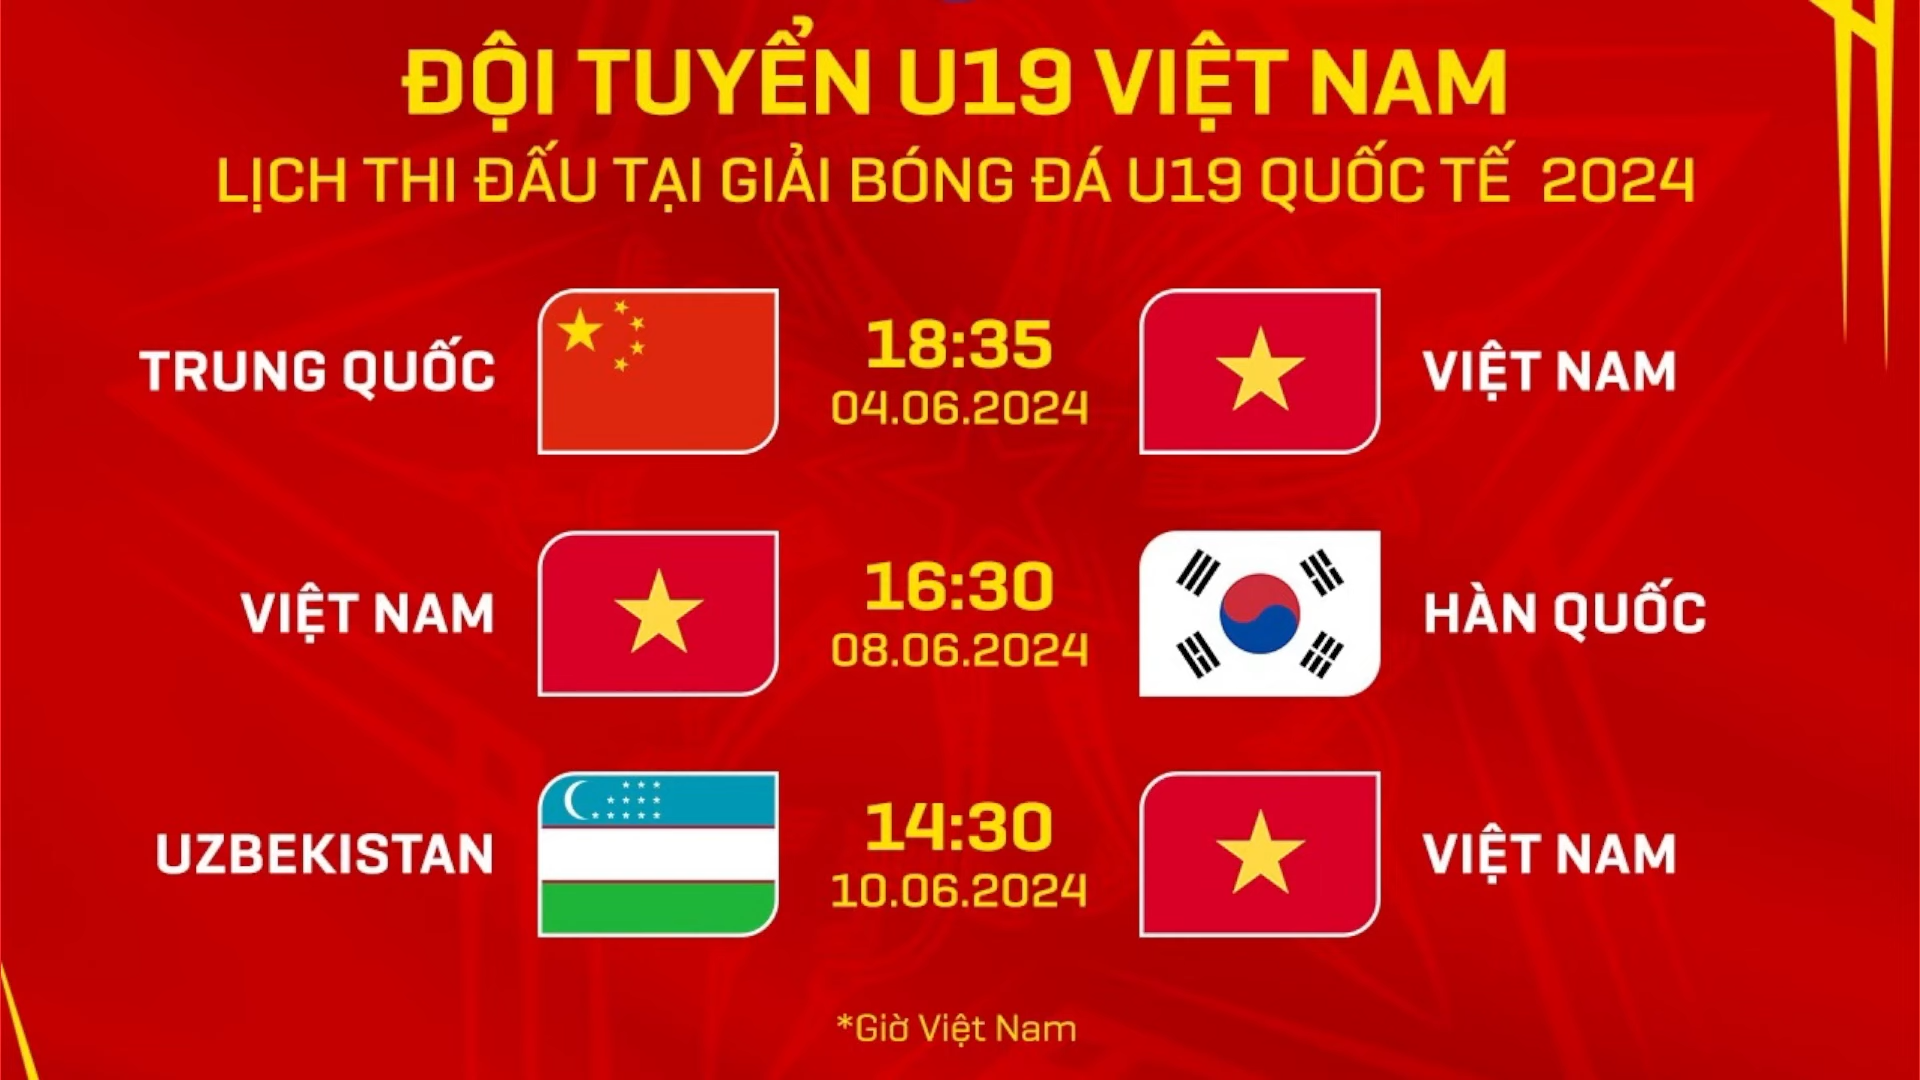 ĐỘI TUYỂN U19 VIỆT NAM
LỊCH THI ĐẤU TẠI GIẢI BÓNG ĐÁ U19 QUỐC TẾ 2024
TRUNG QUỐC
18:35
04.06.2024
VIỆT NAM
VIỆT NAM
16:30
08.06.2024
HÀN QUỐC
UZBEKISTAN
14:30
10.06.2024
VIỆT NAM
*Giờ Việt Nam